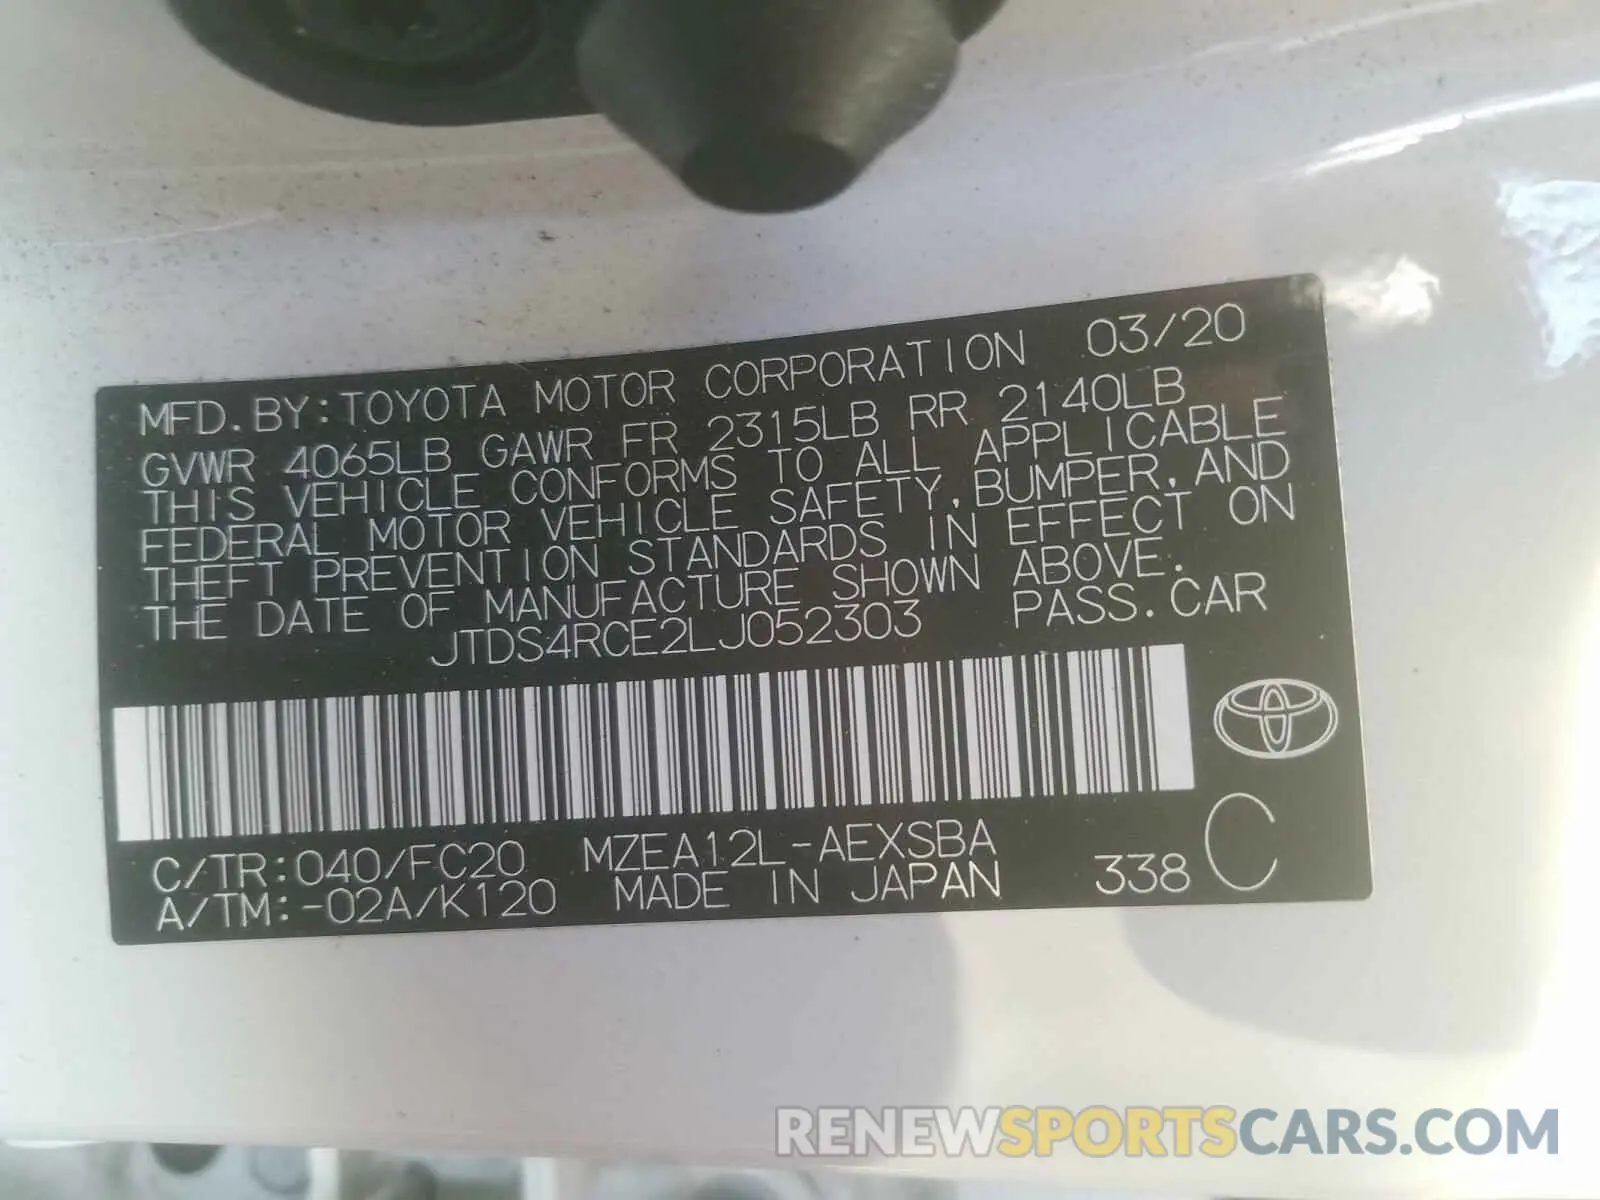 MFD. BY: TOYOTA MOTOR CORPORATION 03/20
GVWR 4065LB GAWR FR 2315LB RR 2140LB
THIS VEHICLE CONFORMS TO ALL APPLICABLE
FEDERAL MOTOR VEHICLE SAFETY, BUMPER, AND
THEFT PREVENTION STANDARDS IN EFFECT ON
THE DATE OF MANUFACTURE SHOWN ABOVE.
JTDS4RCE2LJ052303 PASS. CAR
C/TR: 040/FC20 MZEA12L-AEXSBA
A/TM: -02A/K120 MADE IN JAPAN 338 C
RENEWSPORTSCARS.COM